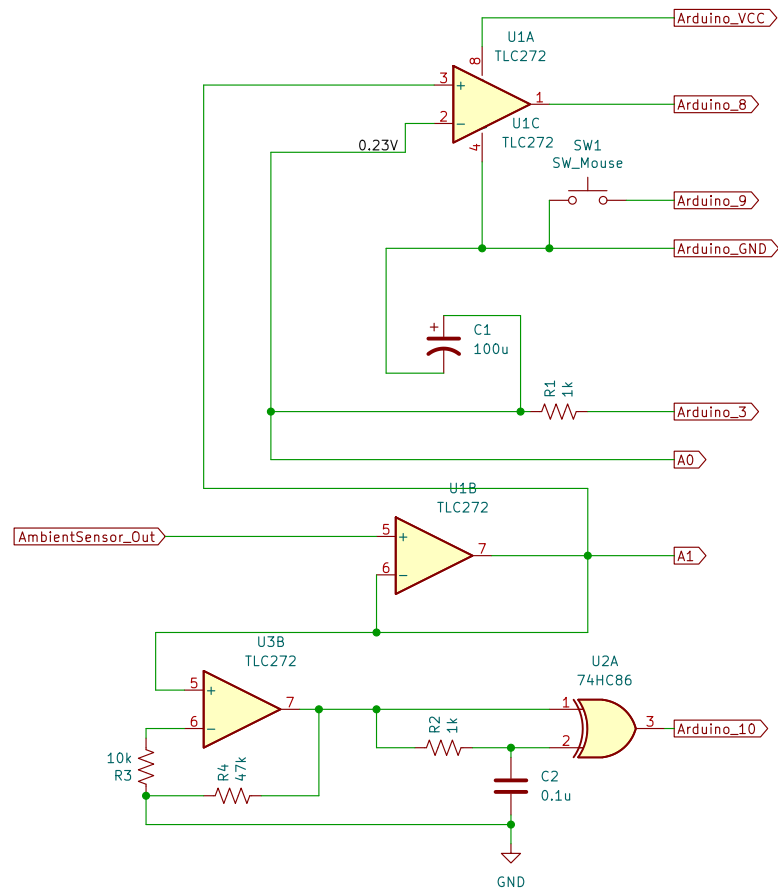 Arduino_VCC
U1A
TLC272
8
3
+
1
Arduino_8
2
−
U1C
TLC272
4
0.23V
SW1
SW_Mouse
Arduino_9
Arduino_GND
+
C1
100u
R1
1k
Arduino_3
A0
U1B
TLC272
AmbientSensor_Out
5
+
7
A1
6
−
U3B
TLC272
U2A
74HC86
5
+
7
1
6
−
R2
1k
3
Arduino_10
2
10k
R3
R4
47k
C2
0.1u
GND